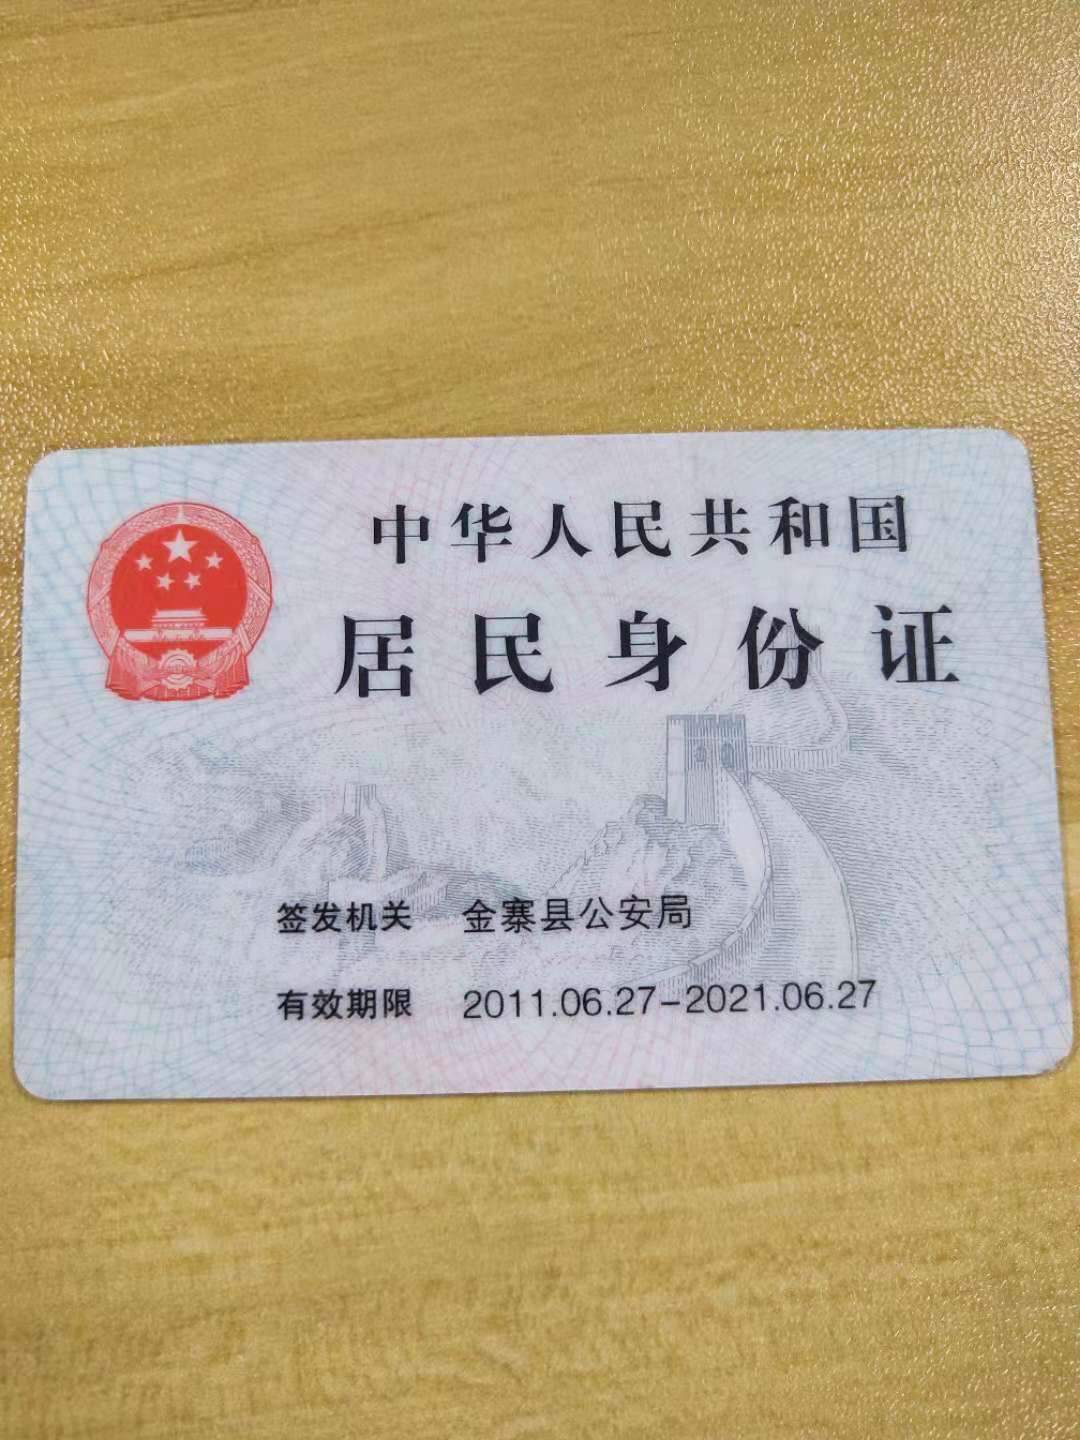 中华人民共和国
居民身份证
签发机关 金寨县公安局
有效期限 2011.06.27-2021.06.27